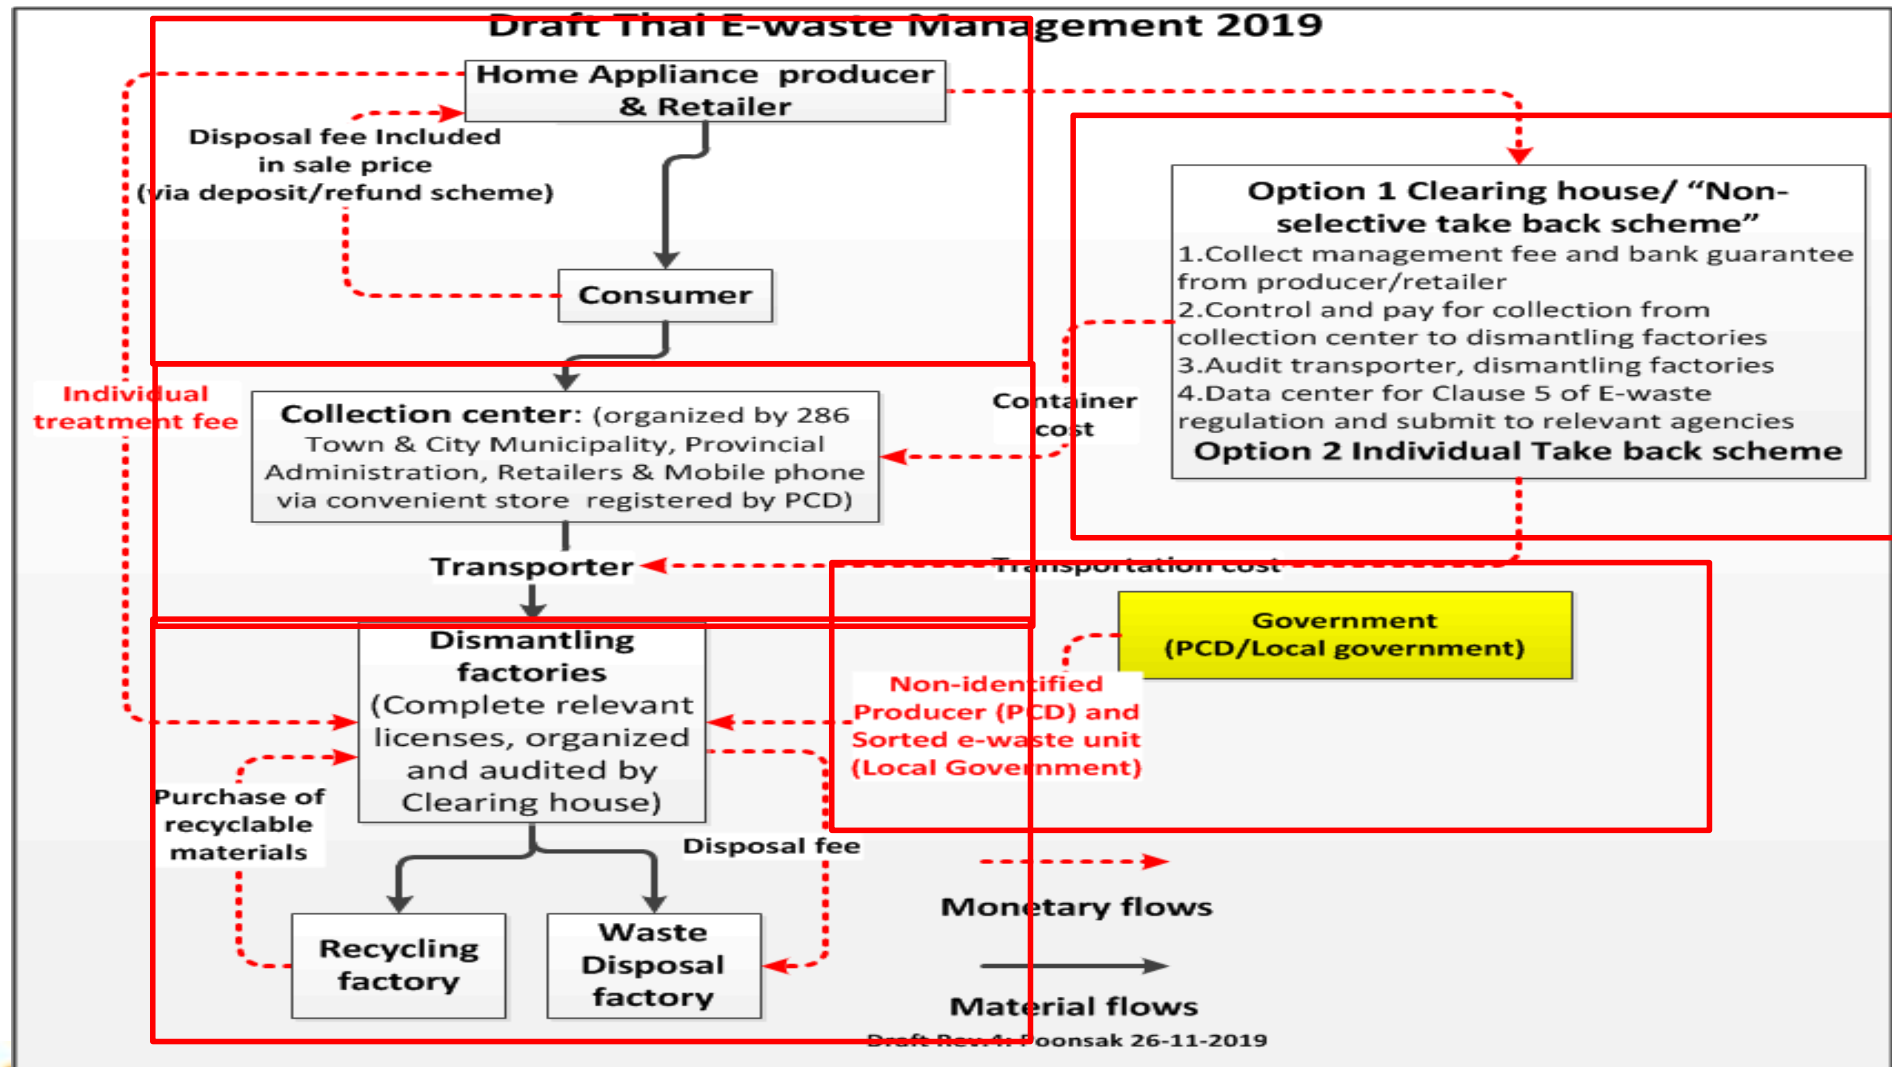 Draft Thai E-waste Management 2019
Home Appliance producer
& Retailer
Disposal fee Included
in sale price
(via deposit/refund scheme)
Consumer
Option 1 Clearing house/ “Non-
selective take back scheme”
1.Collect management fee and bank guarantee
from producer/retailer
2.Control and pay for collection from
collection center to dismantling factories
3.Audit transporter, dismantling factories
4.Data center for Clause 5 of E-waste
regulation and submit to relevant agencies
Option 2 Individual Take back scheme
Individual
treatment fee
Collection center: (organized by 286
Town & City Municipality, Provincial
Administration, Retailers & Mobile phone
via convenient store registered by PCD)
Container
cost
Transporter
Transportation cost
Government
(PCD/Local government)
Dismantling
factories
(Complete relevant
licenses, organized
and audited by
Clearing house)
Non-identified
Producer (PCD) and
Sorted e-waste unit
(Local Government)
Purchase of
recyclable
materials
Disposal fee
Recycling
factory
Waste
Disposal
factory
Monetary flows
Material flows
Draft Rev.4: Poonsak 26-11-2019